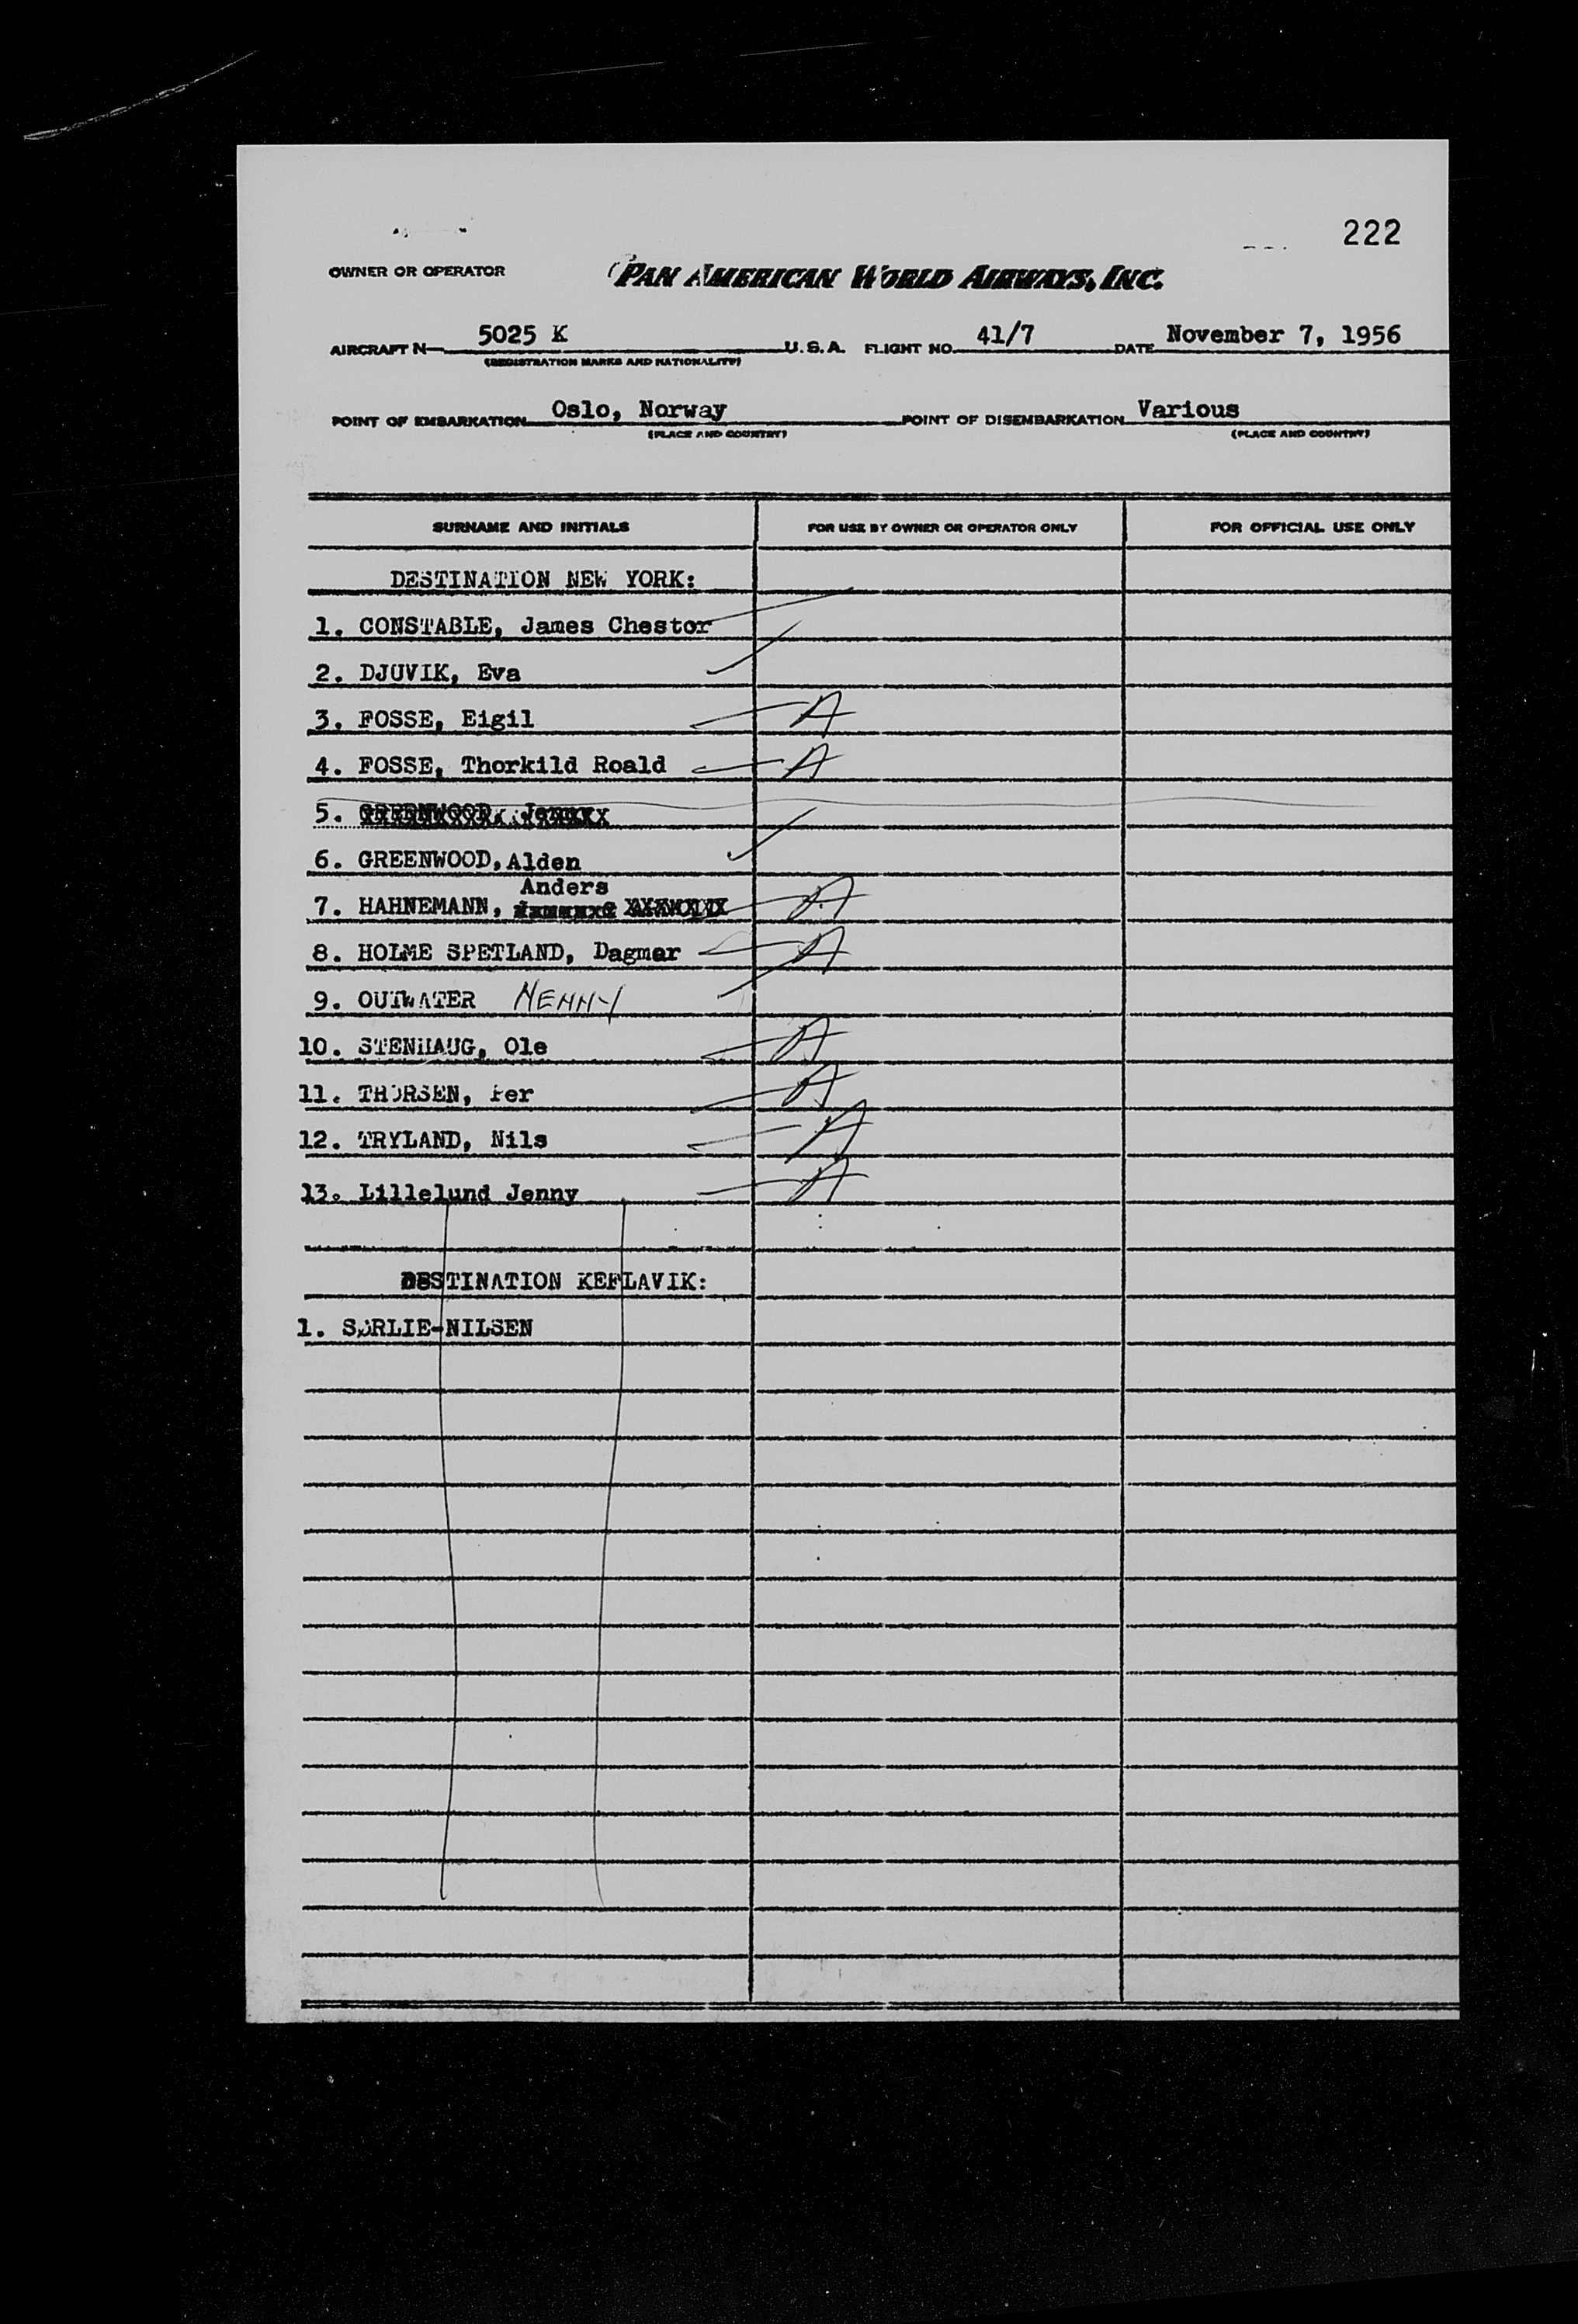 222
OWNER OR OPERATOR PAN AMERICAN WORLD AIRWAYS, INC.
AIRCRAFT N- 5025 K U.S.A. FLIGHT NO. 41/7 DATE November 7, 1956
(REGISTRATION MARKS AND NATIONALITY)
POINT OF EMBARKATION Oslo, Norway POINT OF DISEMBARKATION Various
(PLACE AND COUNTRY) (PLACE AND COUNTRY)
SURNAME AND INITIALS FOR USE BY OWNER OR OPERATOR ONLY FOR OFFICIAL USE ONLY
DESTINATION NEW YORK:
1. CONSTABLE, James Chestor
2. DJUVIK, Eva
3. FOSSE, Eigil A
4. FOSSE, Thorkild Roald A
5. GREENWOOD, Jenny
6. GREENWOOD, Alden
Anders
7. HAHNEMANN, A
8. HOLME SPETLAND, Dagmar A
9. OUTWATER HENNY
10. STENHAUG, Ole A
11. THORSEN, Per A
12. TRYLAND, Nils A
13. Lillelund Jenny A
DESTINATION KEFLAVIK:
1. SØRLIE-NILSEN